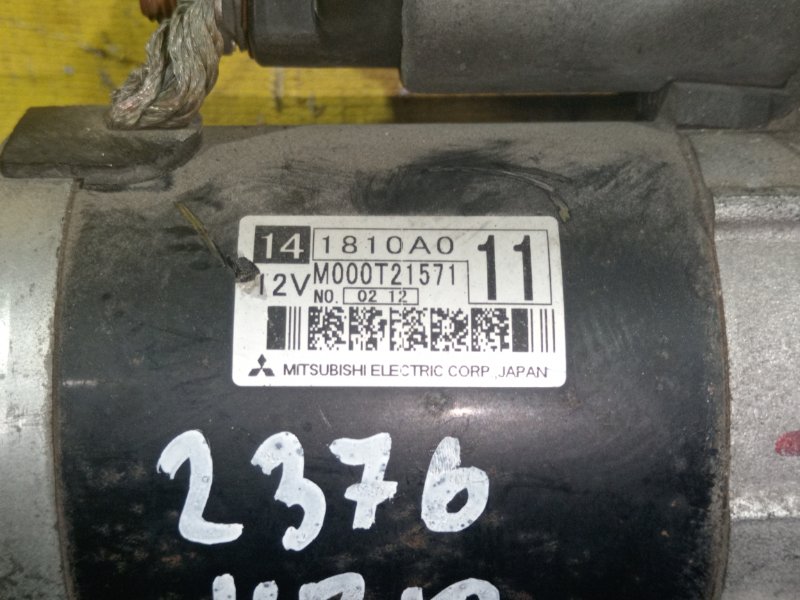 14 1810A0 11
12V M000T21571
NO. 02 12
MITSUBISHI ELECTRIC CORP. JAPAN
2376